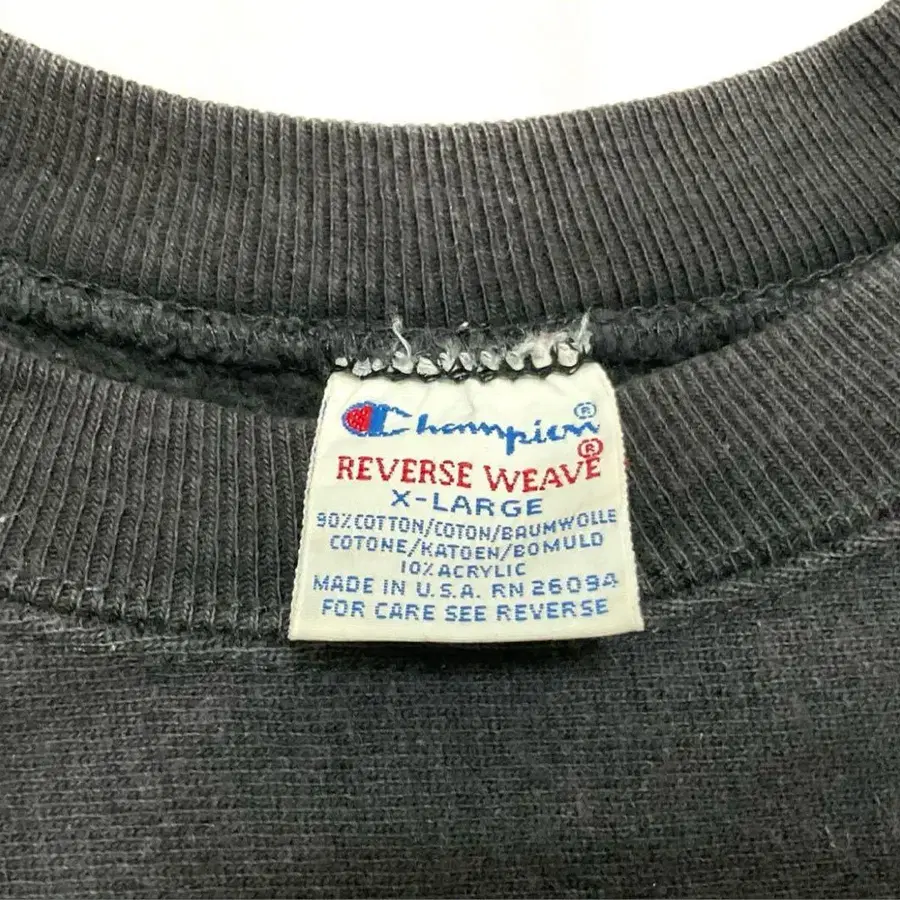 Champion®
REVERSE WEAVE®
X-LARGE
90% COTTON/COTON/BAUMWOLLE
COTONE/KATOEN/BOMULD
10% ACRYLIC
MADE IN U.S.A. RN 26094
FOR CARE SEE REVERSE